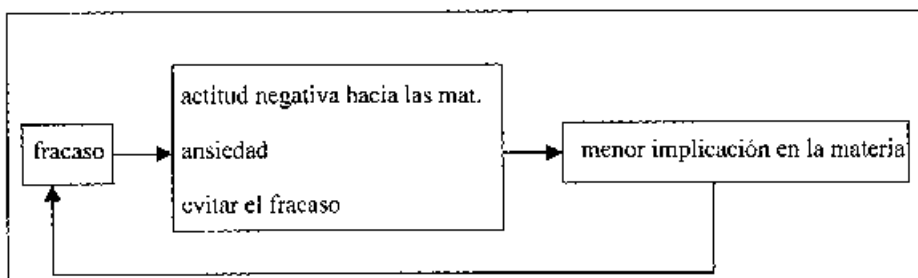 fracaso
actitud negativa hacia las mat.
ansiedad
evitar el fracaso
menor implicación en la materia